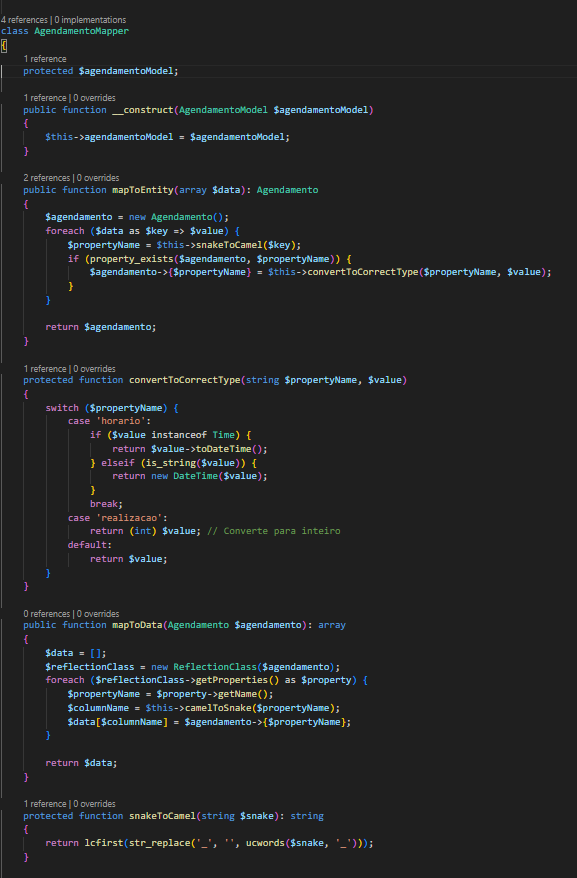 4 references | 0 implementations
class AgendamentoMapper
{
1 reference
protected $agendamentoModel;
1 reference | 0 overrides
public function __construct(AgendamentoModel $agendamentoModel)
{
$this->agendamentoModel = $agendamentoModel;
}
2 references | 0 overrides
public function mapToEntity(array $data): Agendamento
{
$agendamento = new Agendamento();
foreach ($data as $key => $value) {
$propertyName = $this->snakeToCamel($key);
if (property_exists($agendamento, $propertyName)) {
$agendamento->{$propertyName} = $this->convertToCorrectType($propertyName, $value);
}
}
return $agendamento;
}
1 reference | 0 overrides
protected function convertToCorrectType(string $propertyName, $value)
{
switch ($propertyName) {
case 'horario':
if ($value instanceof Time) {
return $value->toDateTime();
} elseif (is_string($value)) {
return new DateTime($value);
}
break;
case 'realizacao':
return (int) $value; // Converte para inteiro
default:
return $value;
}
}
0 references | 0 overrides
public function mapToData(Agendamento $agendamento): array
{
$data = [];
$reflectionClass = new ReflectionClass($agendamento);
foreach ($reflectionClass->getProperties() as $property) {
$propertyName = $property->getName();
$columnName = $this->camelToSnake($propertyName);
$data[$columnName] = $agendamento->{$propertyName};
}
return $data;
}
1 reference | 0 overrides
protected function snakeToCamel(string $snake): string
{
return lcfirst(str_replace('_', '', ucwords($snake, '_')));
}